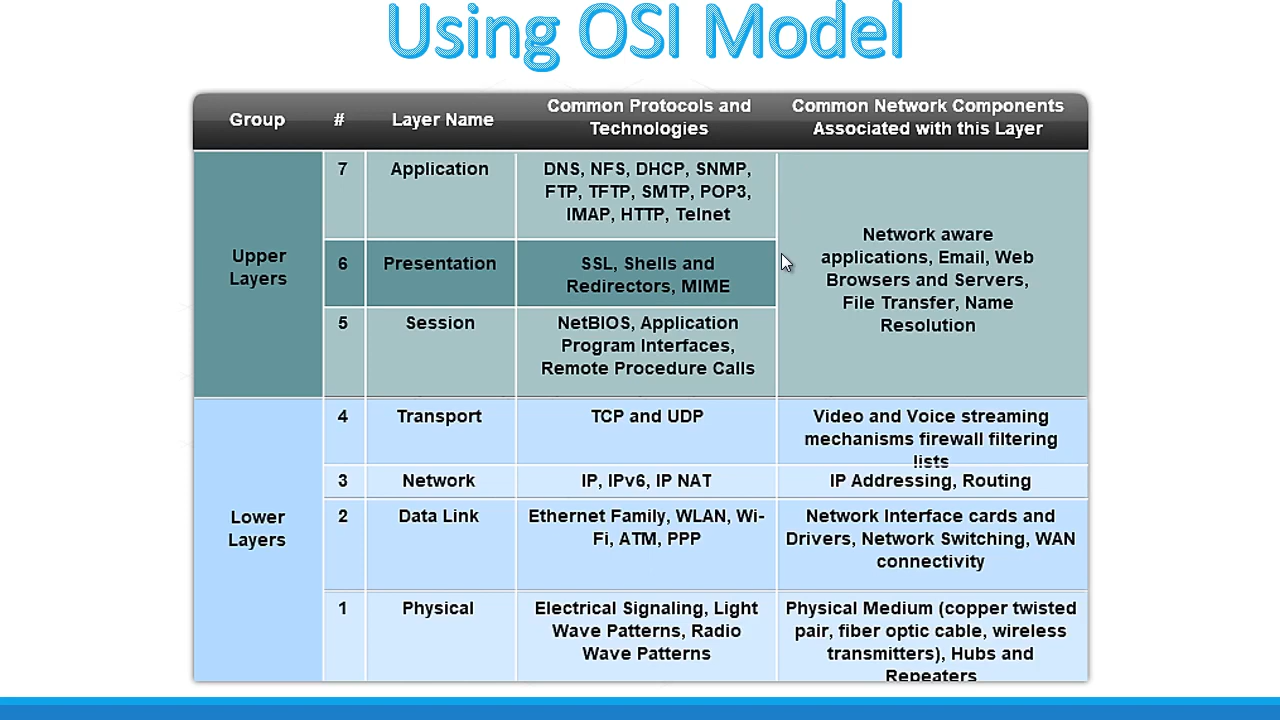 Using OSI Model
Group
#
Layer Name
Common Protocols and
Technologies
Common Network Components
Associated with this Layer
Upper
Layers
7
Application
DNS, NFS, DHCP, SNMP,
FTP, TFTP, SMTP, POP3,
IMAP, HTTP, Telnet
Network aware
applications, Email, Web
Browsers and Servers,
File Transfer, Name
Resolution
6
Presentation
SSL, Shells and
Redirectors, MIME
5
Session
NetBIOS, Application
Program Interfaces,
Remote Procedure Calls
Lower
Layers
4
Transport
TCP and UDP
Video and Voice streaming
mechanisms firewall filtering
lists
3
Network
IP, IPv6, IP NAT
IP Addressing, Routing
2
Data Link
Ethernet Family, WLAN, Wi-
Fi, ATM, PPP
Network Interface cards and
Drivers, Network Switching, WAN
connectivity
1
Physical
Electrical Signaling, Light
Wave Patterns, Radio
Wave Patterns
Physical Medium (copper twisted
pair, fiber optic cable, wireless
transmitters), Hubs and
Repeaters